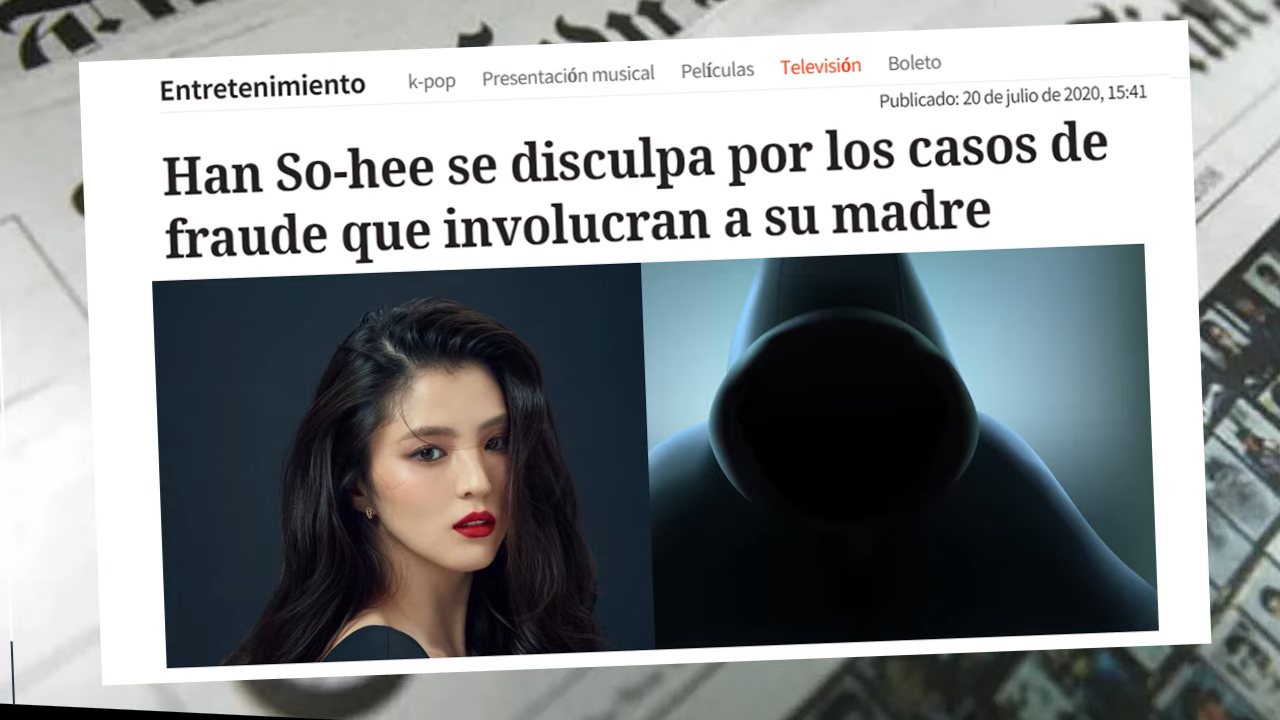 Entretenimiento k-pop Presentación musical Películas Televisión Boleto
Publicado: 20 de julio de 2020, 15:41
Han So-hee se disculpa por los casos de
fraude que involucran a su madre